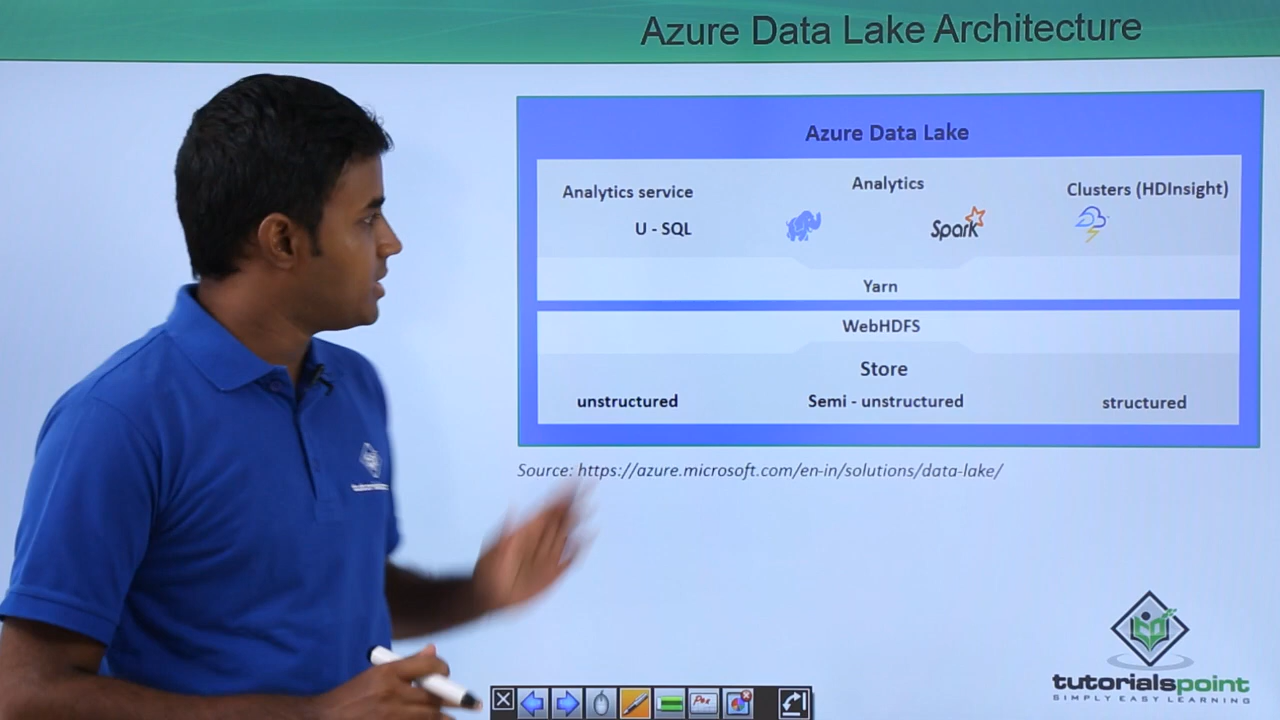 Azure Data Lake Architecture
Azure Data Lake
Analytics service
Analytics
Clusters (HDInsight)
U - SQL
Spark
Yarn
WebHDFS
Store
unstructured
Semi - unstructured
structured
Source: https://azure.microsoft.com/en-in/solutions/data-lake/
tutorialspoint
SIMPLY EASY LEARNING